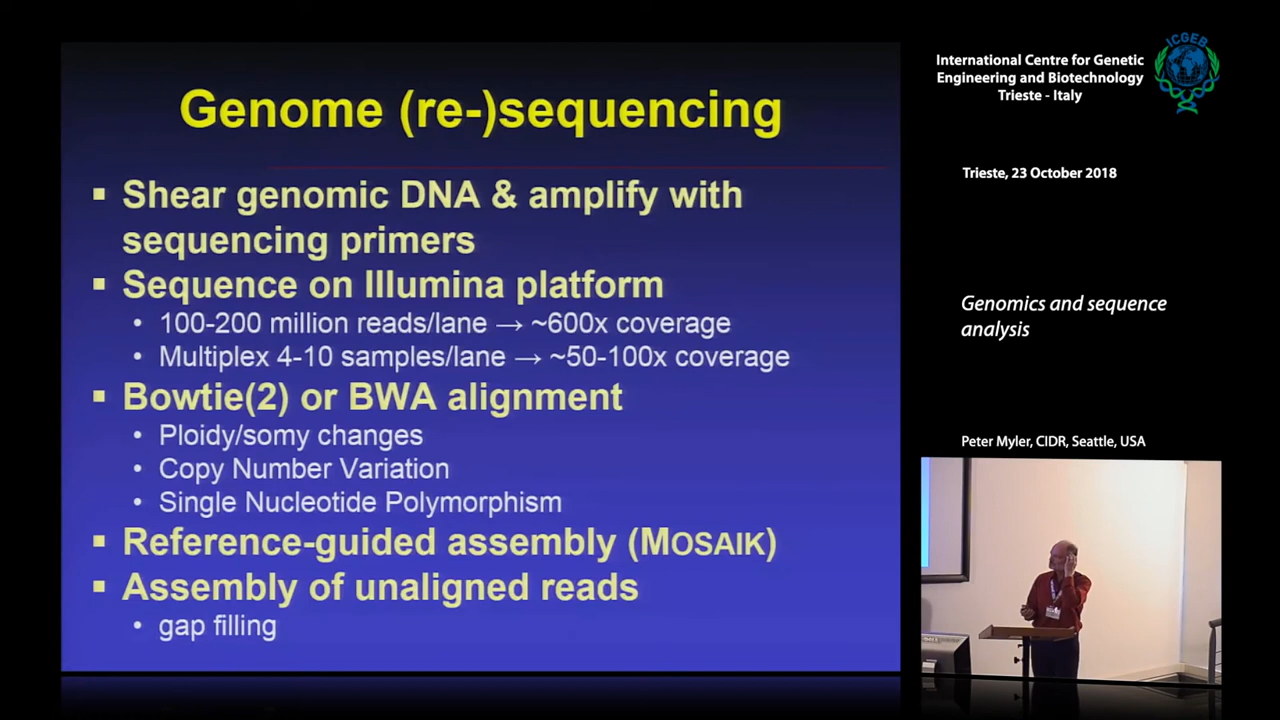 Genome (re-)sequencing
▪ Shear genomic DNA & amplify with
sequencing primers
▪ Sequence on Illumina platform
• 100-200 million reads/lane → ~600x coverage
• Multiplex 4-10 samples/lane → ~50-100x coverage
▪ Bowtie(2) or BWA alignment
• Ploidy/somy changes
• Copy Number Variation
• Single Nucleotide Polymorphism
▪ Reference-guided assembly (MOSAIK)
▪ Assembly of unaligned reads
• gap filling
International Centre for Genetic
Engineering and Biotechnology
Trieste - Italy
ICGEB
Trieste, 23 October 2018
Genomics and sequence
analysis
Peter Myler, CIDR, Seattle, USA